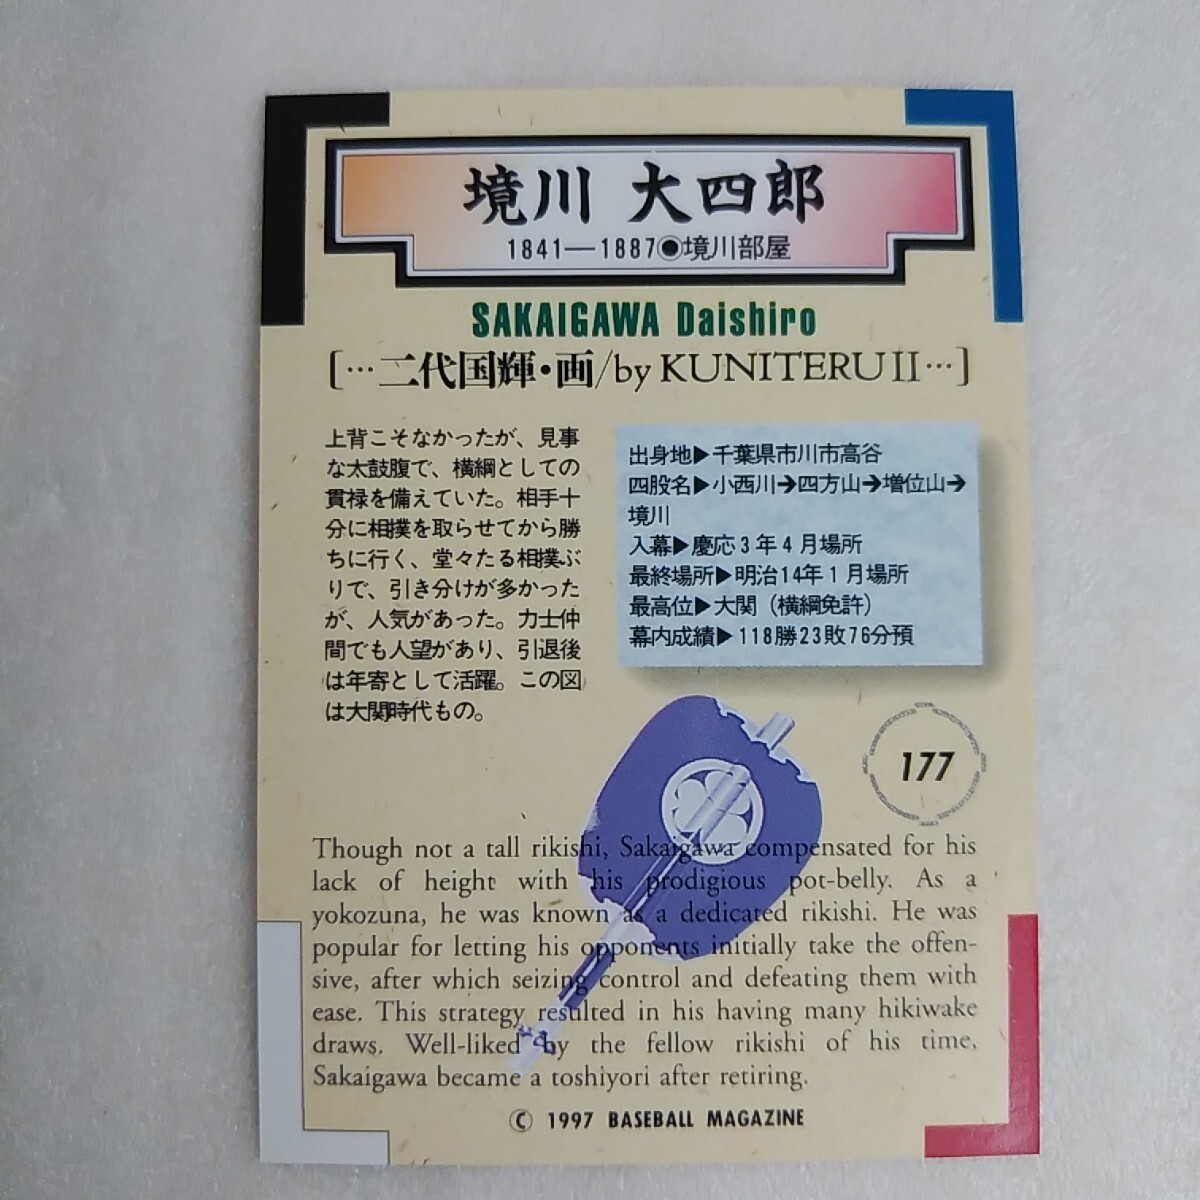 境川 大四郎
1841―1887◉境川部屋
SAKAIGAWA Daishiro
[…二代国輝・画/by KUNITERU II…]
上背こそなかったが、見事
な太鼓腹で、横綱としての
貫禄を備えていた。相手十
分に相撲を取らせてから勝
ちに行く、堂々たる相撲ぶ
りで、引き分けが多かった
が、人気があった。力士仲
間でも人望があり、引退後
は年寄として活躍。この図
は大関時代もの。
出身地▶千葉県市川市高谷
四股名▶小西川➔四方山➔増位山➔
境川
入幕▶慶応3年4月場所
最終場所▶明治14年1月場所
最高位▶大関（横綱免許）
幕内成績▶118勝23敗76分預
177
Though not a tall rikishi, Sakaigawa compensated for his
lack of height with his prodigious pot-belly. As a
yokozuna, he was known as a dedicated rikishi. He was
popular for letting his opponents initially take the offen-
sive, after which seizing control and defeating them with
ease. This strategy resulted in his having many hikiwake
draws. Well-liked by the fellow rikishi of his time,
Sakaigawa became a toshiyori after retiring.
© 1997 BASEBALL MAGAZINE